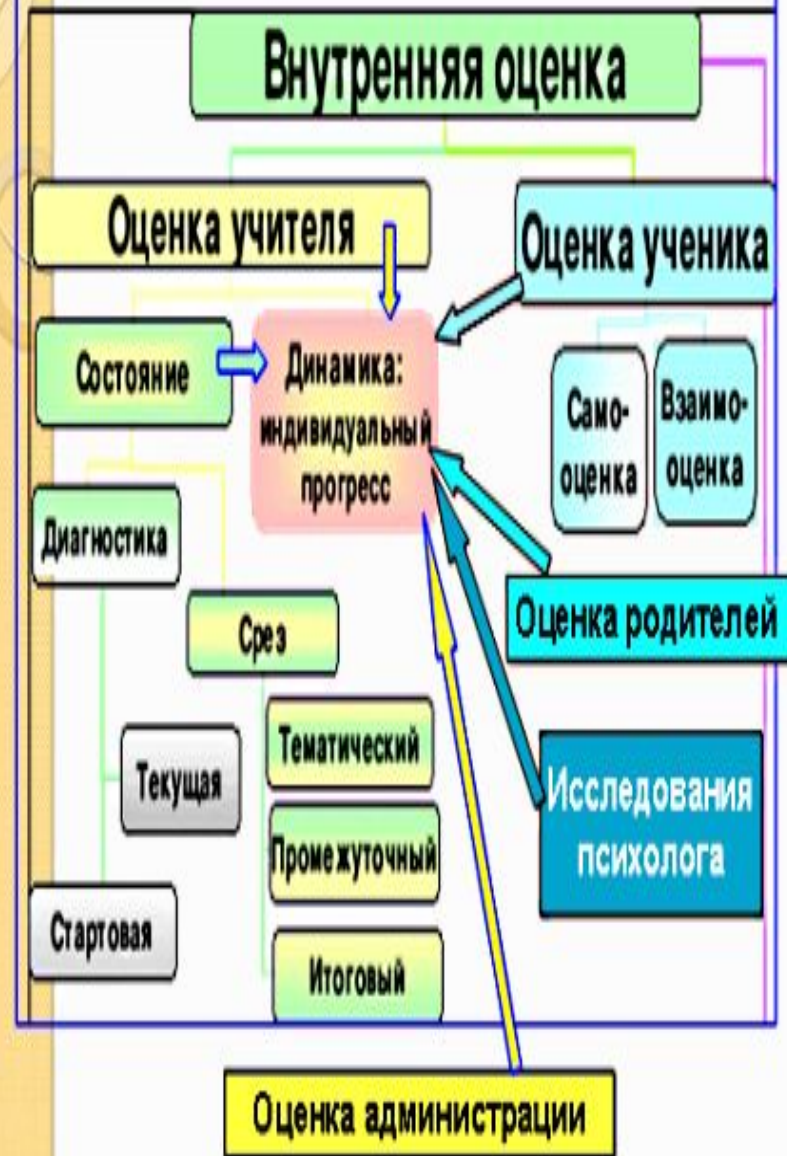 Внутренняя оценка
Оценка учителя
Оценка ученика
Состояние
Динамика:
индивидуальный
прогресс
Само-
оценка
Взаимо-
оценка
Диагностика
Срез
Оценка родителей
Текущая
Тематический
Исследования
психолога
Промежуточный
Стартовая
Итоговый
Оценка администрации